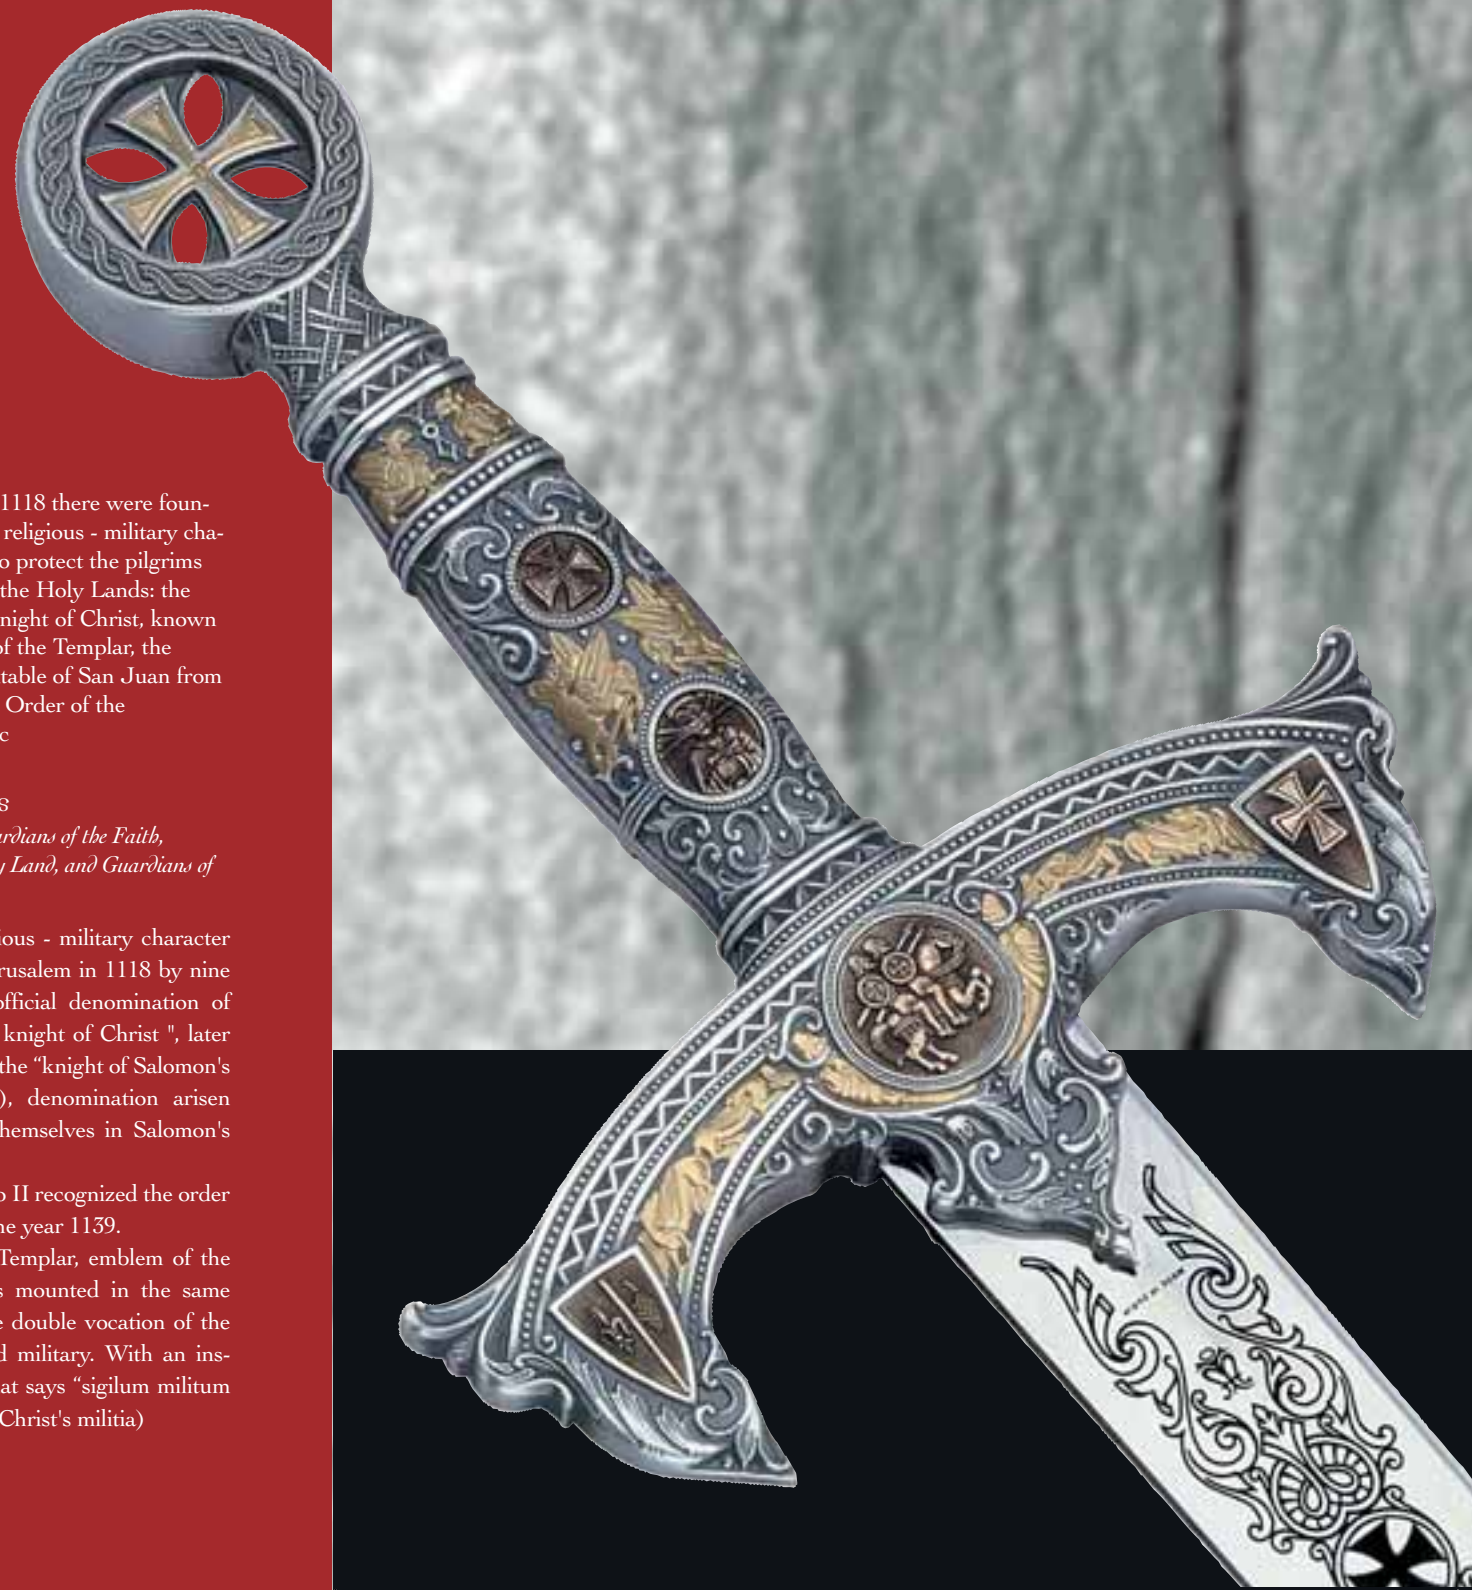 1118 there were foun-
religious - military cha-
o protect the pilgrims
the Holy Lands: the
night of Christ, known
of the Templar, the
table of San Juan from
Order of the
c
s
rdians of the Faith,
y Land, and Guardians of
ious - military character
rusalem in 1118 by nine
official denomination of
knight of Christ ", later
the “knight of Salomon's
), denomination arisen
hemselves in Salomon's
o II recognized the order
ne year 1139.
Templar, emblem of the
s mounted in the same
e double vocation of the
d military. With an ins-
at says “sigilum militum
Christ's militia)